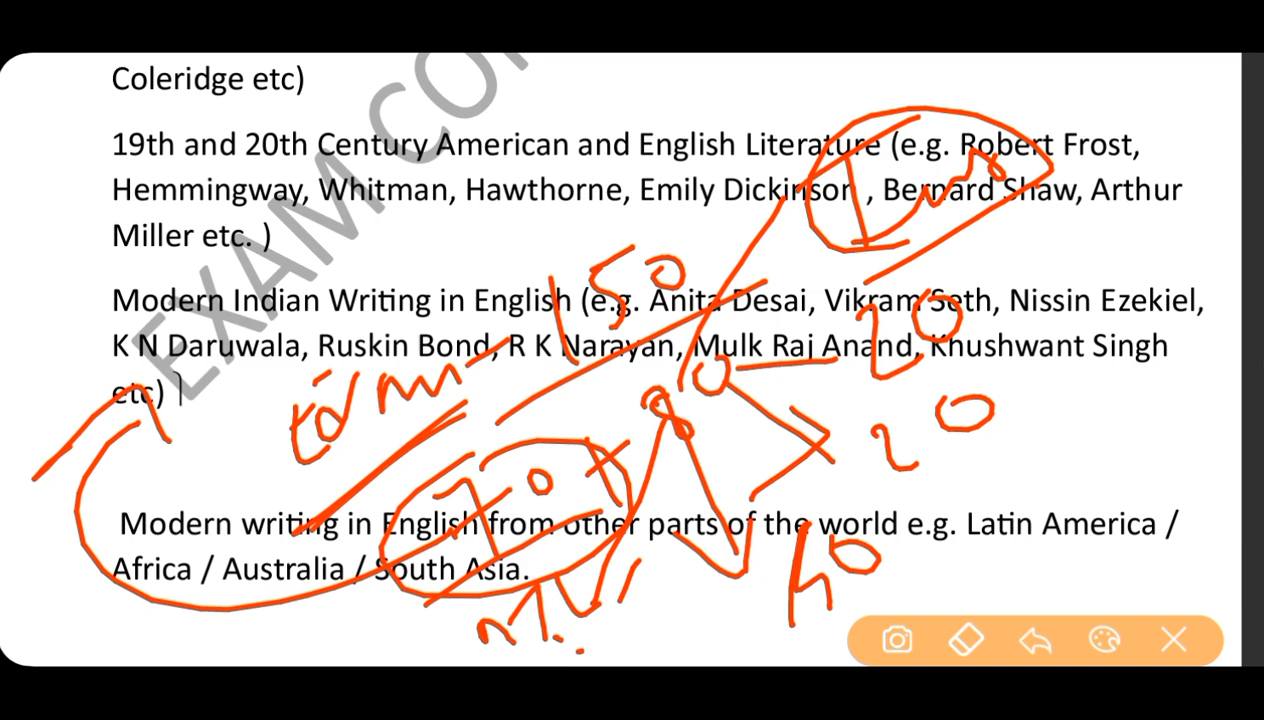 Coleridge etc)
19th and 20th Century American and English Literature (e.g. Robert Frost,
Hemmingway, Whitman, Hawthorne, Emily Dickinson , Bernard Shaw, Arthur
Miller etc. )
Modern Indian Writing in English (e.g. Anita Desai, Vikram Seth, Nissin Ezekiel,
K N Daruwala, Ruskin Bond, R K Narayan, Mulk Raj Anand, Khushwant Singh
etc)
Modern writing in English from other parts of the world e.g. Latin America /
Africa / Australia / South Asia.
EXAM CO
150
20
80
20
70+